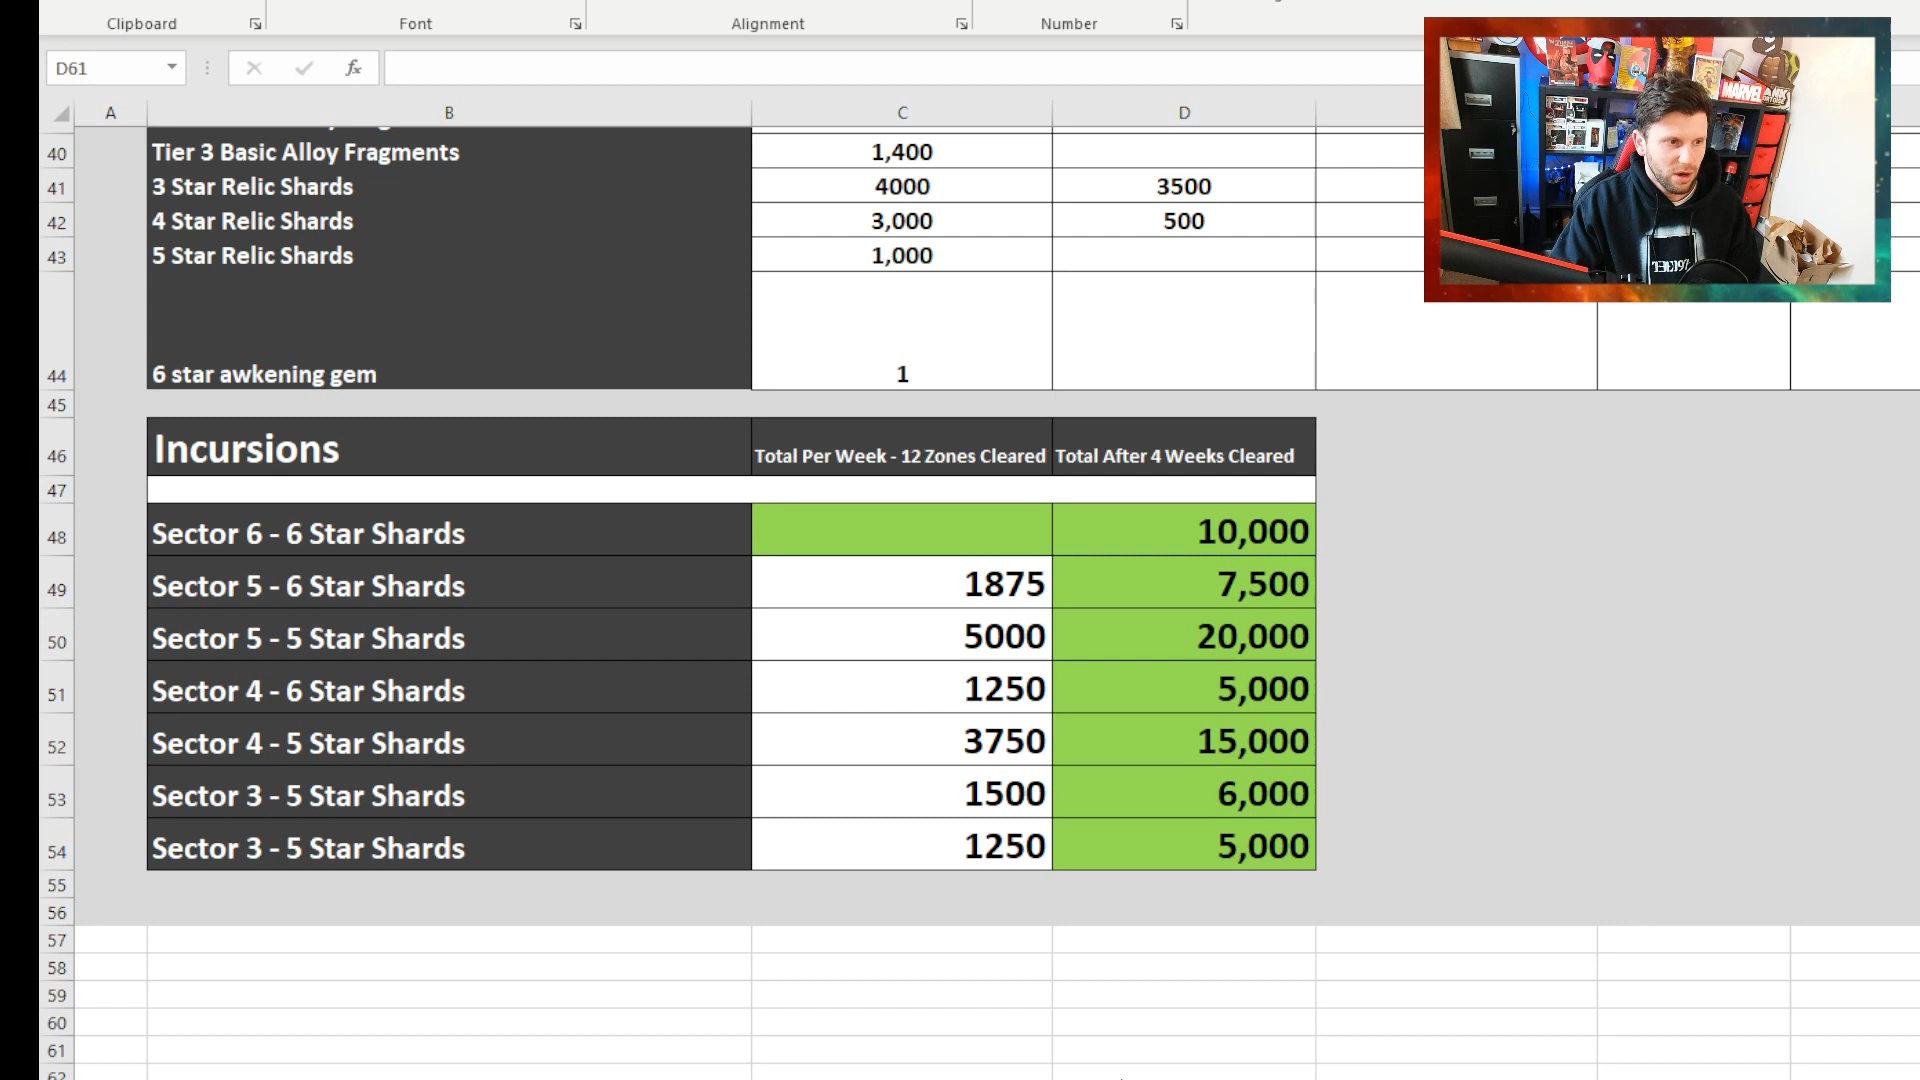 Clipboard Font Alignment Number
D61 fx
A B C D
40 Tier 3 Basic Alloy Fragments 1,400
41 3 Star Relic Shards 4000 3500
42 4 Star Relic Shards 3,000 500
43 5 Star Relic Shards 1,000
44 6 star awkening gem 1
45
46 Incursions Total Per Week - 12 Zones Cleared Total After 4 Weeks Cleared
47
48 Sector 6 - 6 Star Shards 10,000
49 Sector 5 - 6 Star Shards 1875 7,500
50 Sector 5 - 5 Star Shards 5000 20,000
51 Sector 4 - 6 Star Shards 1250 5,000
52 Sector 4 - 5 Star Shards 3750 15,000
53 Sector 3 - 5 Star Shards 1500 6,000
54 Sector 3 - 5 Star Shards 1250 5,000
55
56
57
58
59
60
61
62
MARVEL